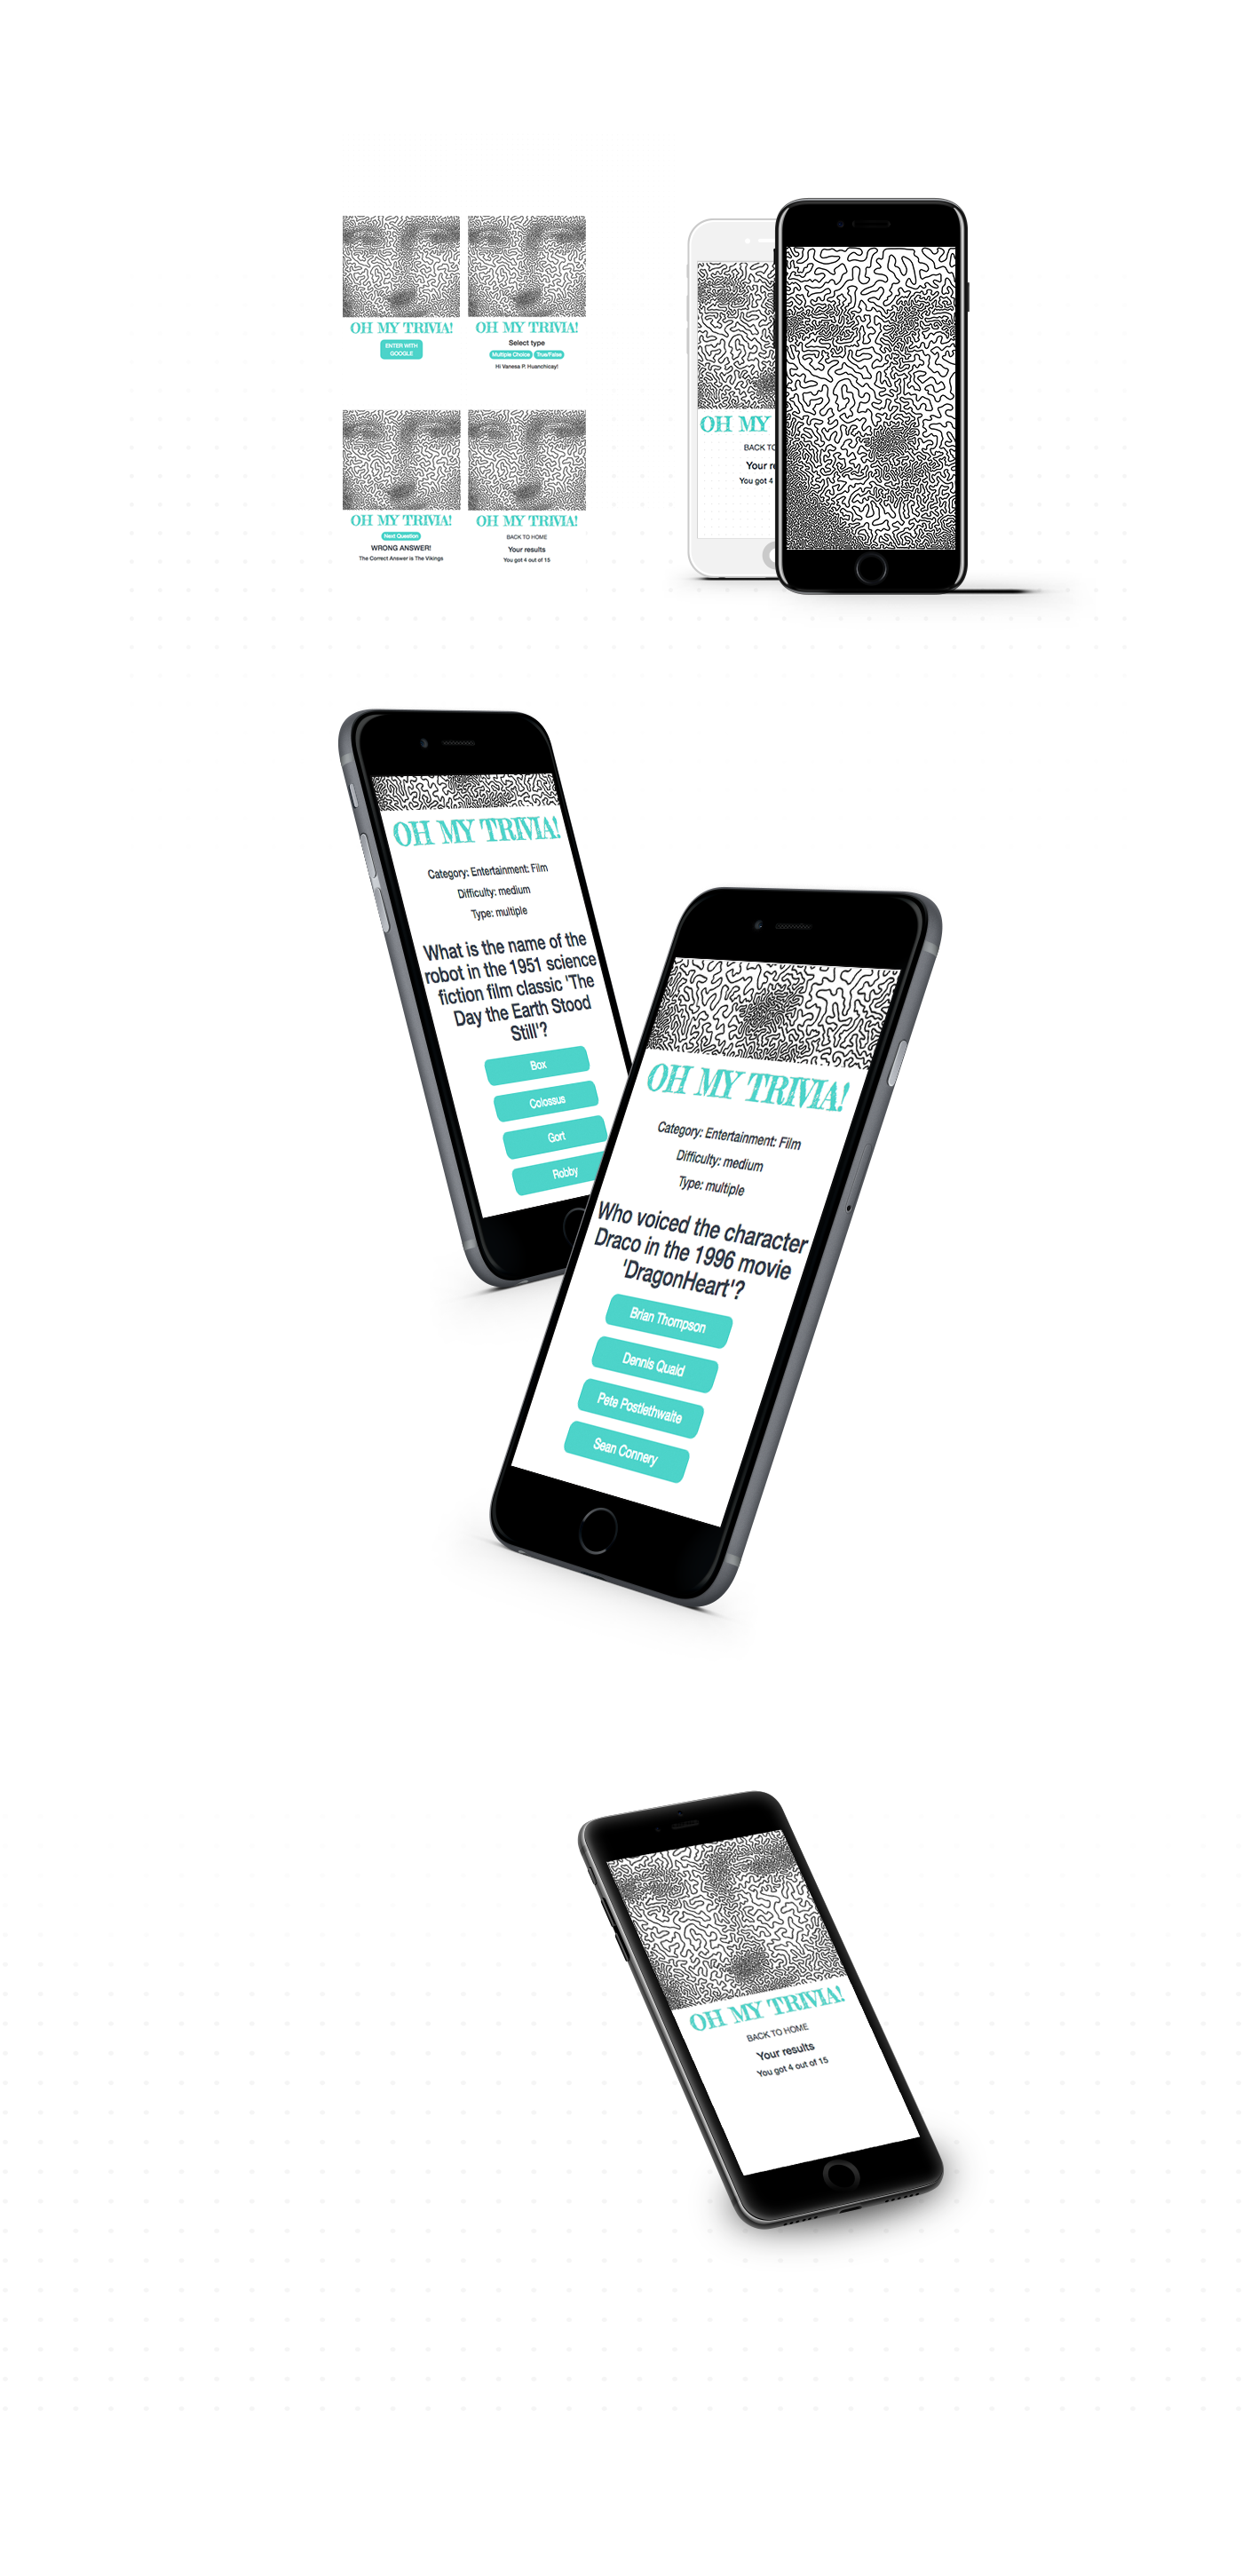 OH MY TRIVIA!
ENTER WITH
GOOGLE
OH MY TRIVIA!
Select type
Multiple Choice True/False
Hi Vanesa P. Huanchicay!
OH MY TRIVIA!
Next Question
WRONG ANSWER!
The Correct Answer is The Vikings
OH MY TRIVIA!
BACK TO HOME
Your results
You got 4 out of 15
OH MY
BACK TO
Your
You got 4
OH MY TRIVIA!
Category: Entertainment: Film
Difficulty: medium
Type: multiple
What is the name of the
robot in the 1951 science
fiction film classic 'The
Day the Earth Stood
Still'?
Box
Colossus
Gort
Robby
OH MY TRIVIA!
Category: Entertainment: Film
Difficulty: medium
Type: multiple
Who voiced the character
Draco in the 1996 movie
'DragonHeart'?
Brian Thompson
Dennis Quaid
Pete Postlethwaite
Sean Connery
OH MY TRIVIA!
BACK TO HOME
Your results
You got 4 out of 15